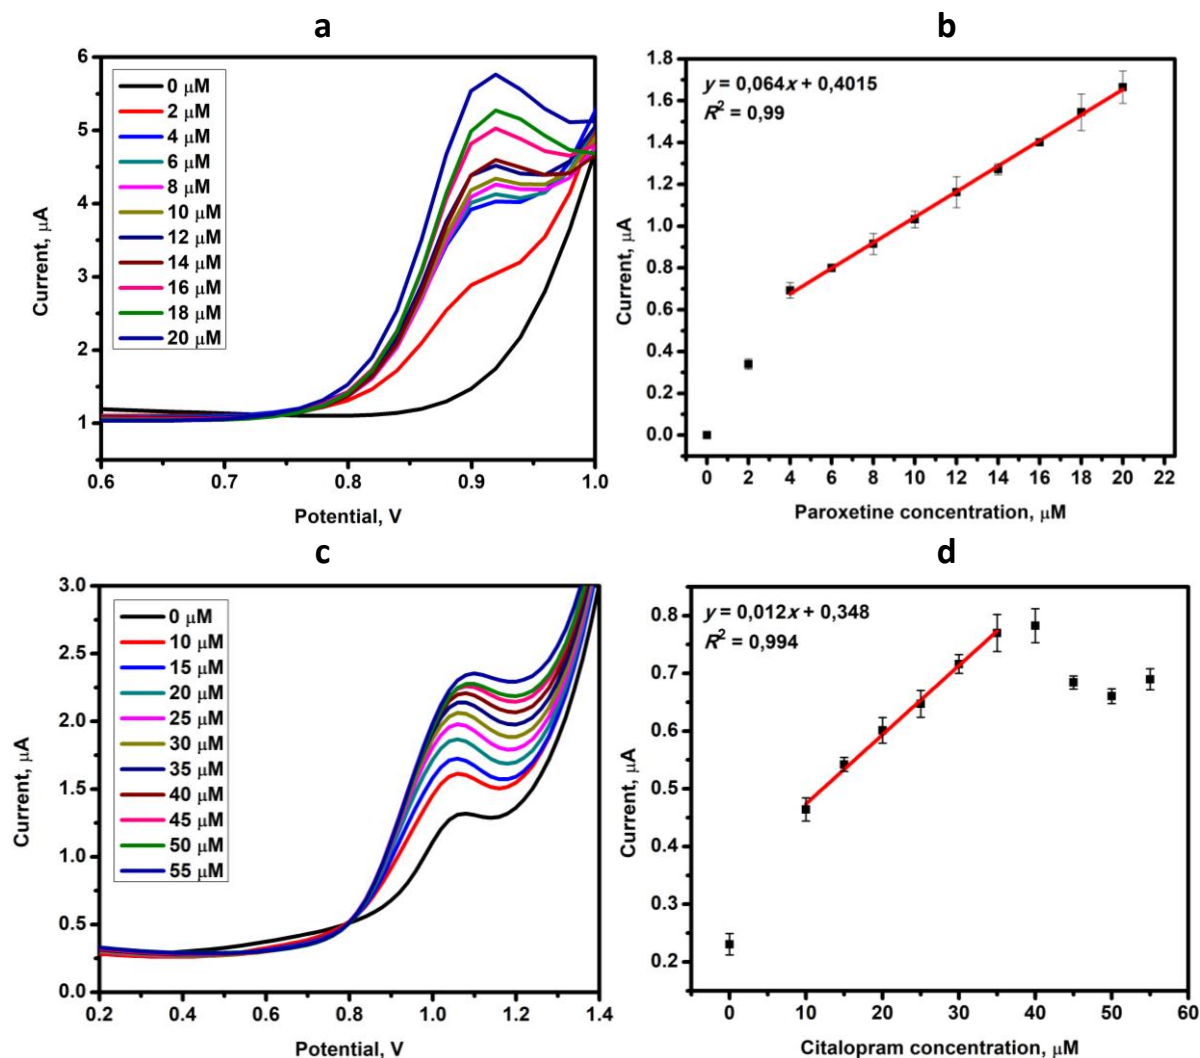 a
6
5
4
3
2
1
Current, μA
0 μM
2 μM
4 μM
6 μM
8 μM
10 μM
12 μM
14 μM
16 μM
18 μM
20 μM
0.6
0.7
0.8
0.9
1.0
Potential, V
b
1.8
1.6
1.4
1.2
1.0
0.8
0.6
0.4
0.2
0.0
Current, μA
y = 0,064x + 0,4015
R² = 0,99
0 2 4 6 8 10 12 14 16 18 20 22
Paroxetine concentration, μM
c
3.0
2.5
2.0
1.5
1.0
0.5
0.0
Current, μA
0 μM
10 μM
15 μM
20 μM
25 μM
30 μM
35 μM
40 μM
45 μM
50 μM
55 μM
0.2 0.4 0.6 0.8 1.0 1.2 1.4
Potential, V
d
0.8
0.7
0.6
0.5
0.4
0.3
0.2
Current, μA
y = 0,012x + 0,348
R² = 0,994
0 10 20 30 40 50 60
Citalopram concentration, μM